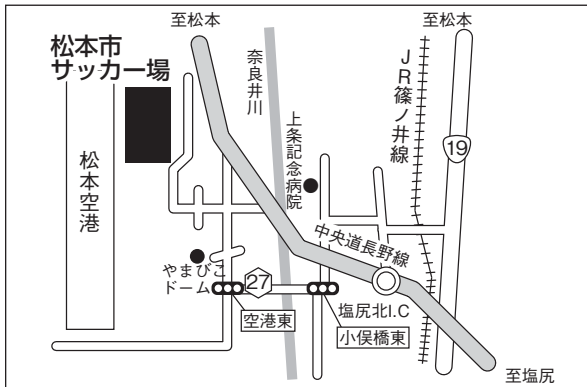 至松本
至松本
松本市
サッカー場
奈良井川
JR篠ノ井線
上条記念病院
19
松本空港
中央道長野線
やまびこ
ドーム
27
空港東
塩尻北I.C
小俣橋東
至塩尻